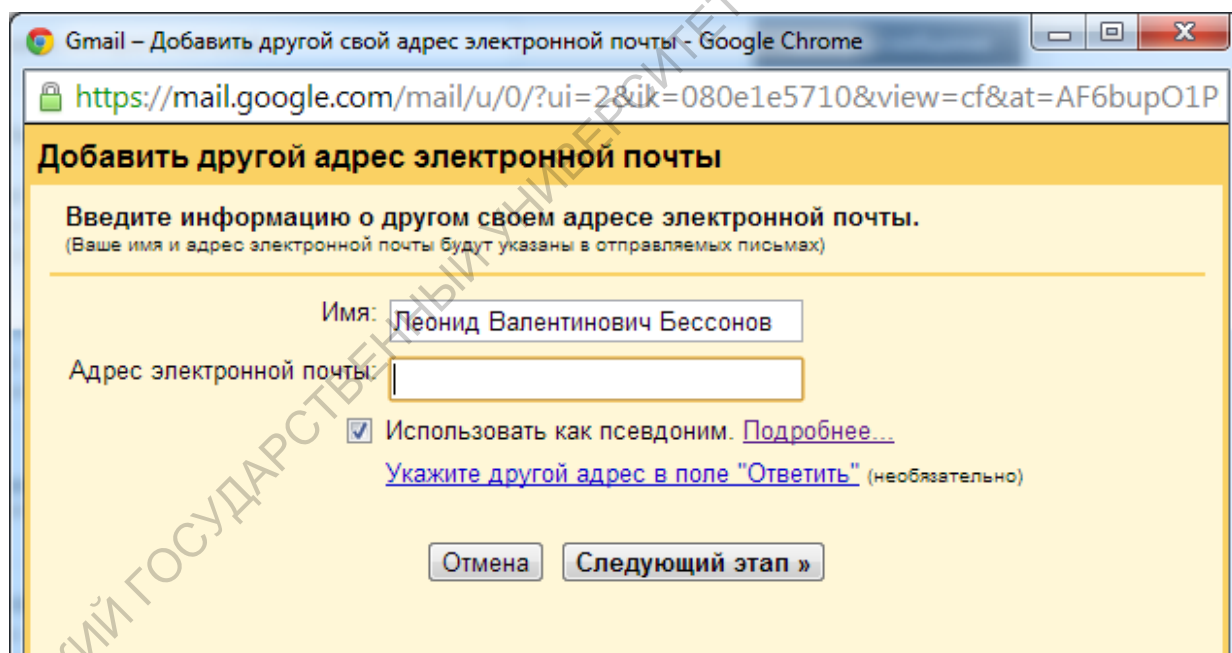 Gmail – Добавить другой свой адрес электронной почты - Google Chrome
https://mail.google.com/mail/u/0/?ui=2&ik=080e1e5710&view=cf&at=AF6bupO1P
Добавить другой адрес электронной почты
Введите информацию о другом своем адресе электронной почты.
(Ваше имя и адрес электронной почты будут указаны в отправляемых письмах)
Имя: Леонид Валентинович Бессонов
Адрес электронной почты:
Использовать как псевдоним. Подробнее...
Укажите другой адрес в поле "Ответить" (необязательно)
Отмена Следующий этап »
ГОСУДАРСТВЕННЫЙ УНИВЕРСИТЕТ